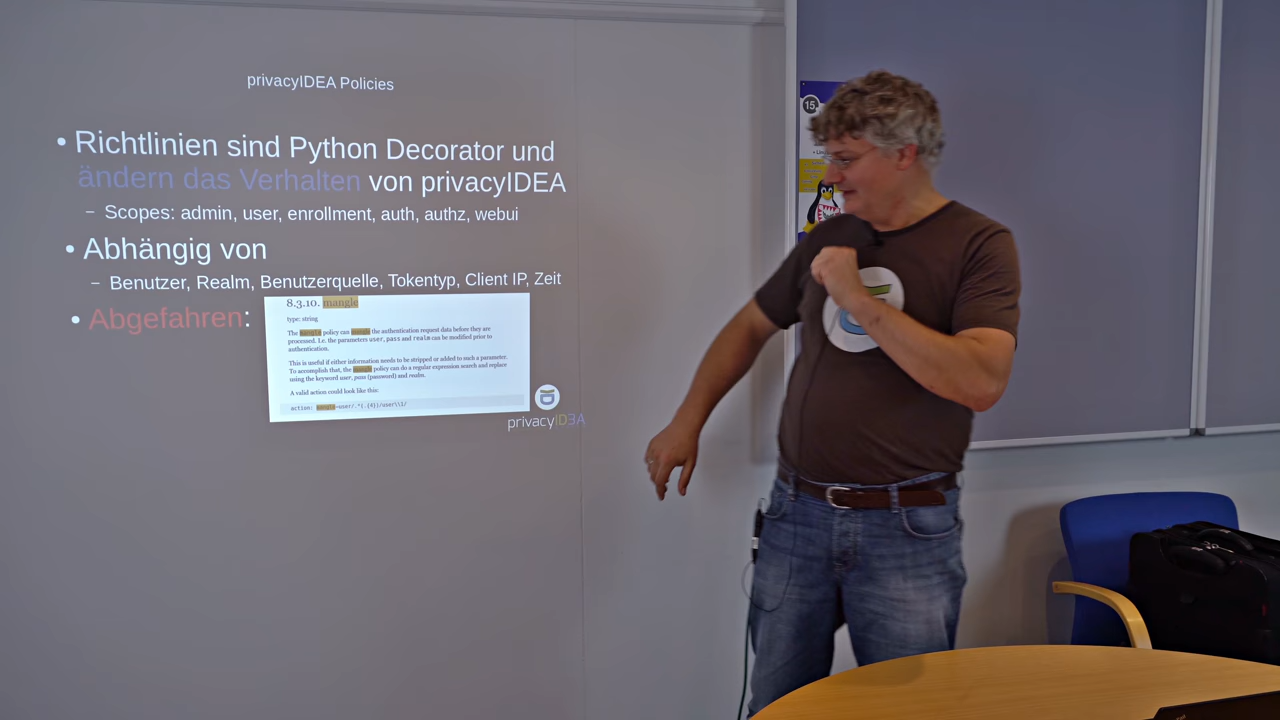 privacyIDEA Policies
• Richtlinien sind Python Decorator und
ändern das Verhalten von privacyIDEA
– Scopes: admin, user, enrollment, auth, authz, webui
• Abhängig von
– Benutzer, Realm, Benutzerquelle, Tokentyp, Client IP, Zeit
• Abgefahren:
8.3.10. mangle
type: string
The mangle policy can mangle the authentication request data before they are
processed. I.e. the parameters user, pass and realm can be modified prior to
authentication.
This is useful if either information needs to be stripped or added to such a parameter.
To accomplish that, the mangle policy can do a regular expression search and replace
using the keyword user, pass (password) and realm.
A valid action could look like this:
action: mangle=user/.*(.{4})/user\\1/
privacyIDEA
15.